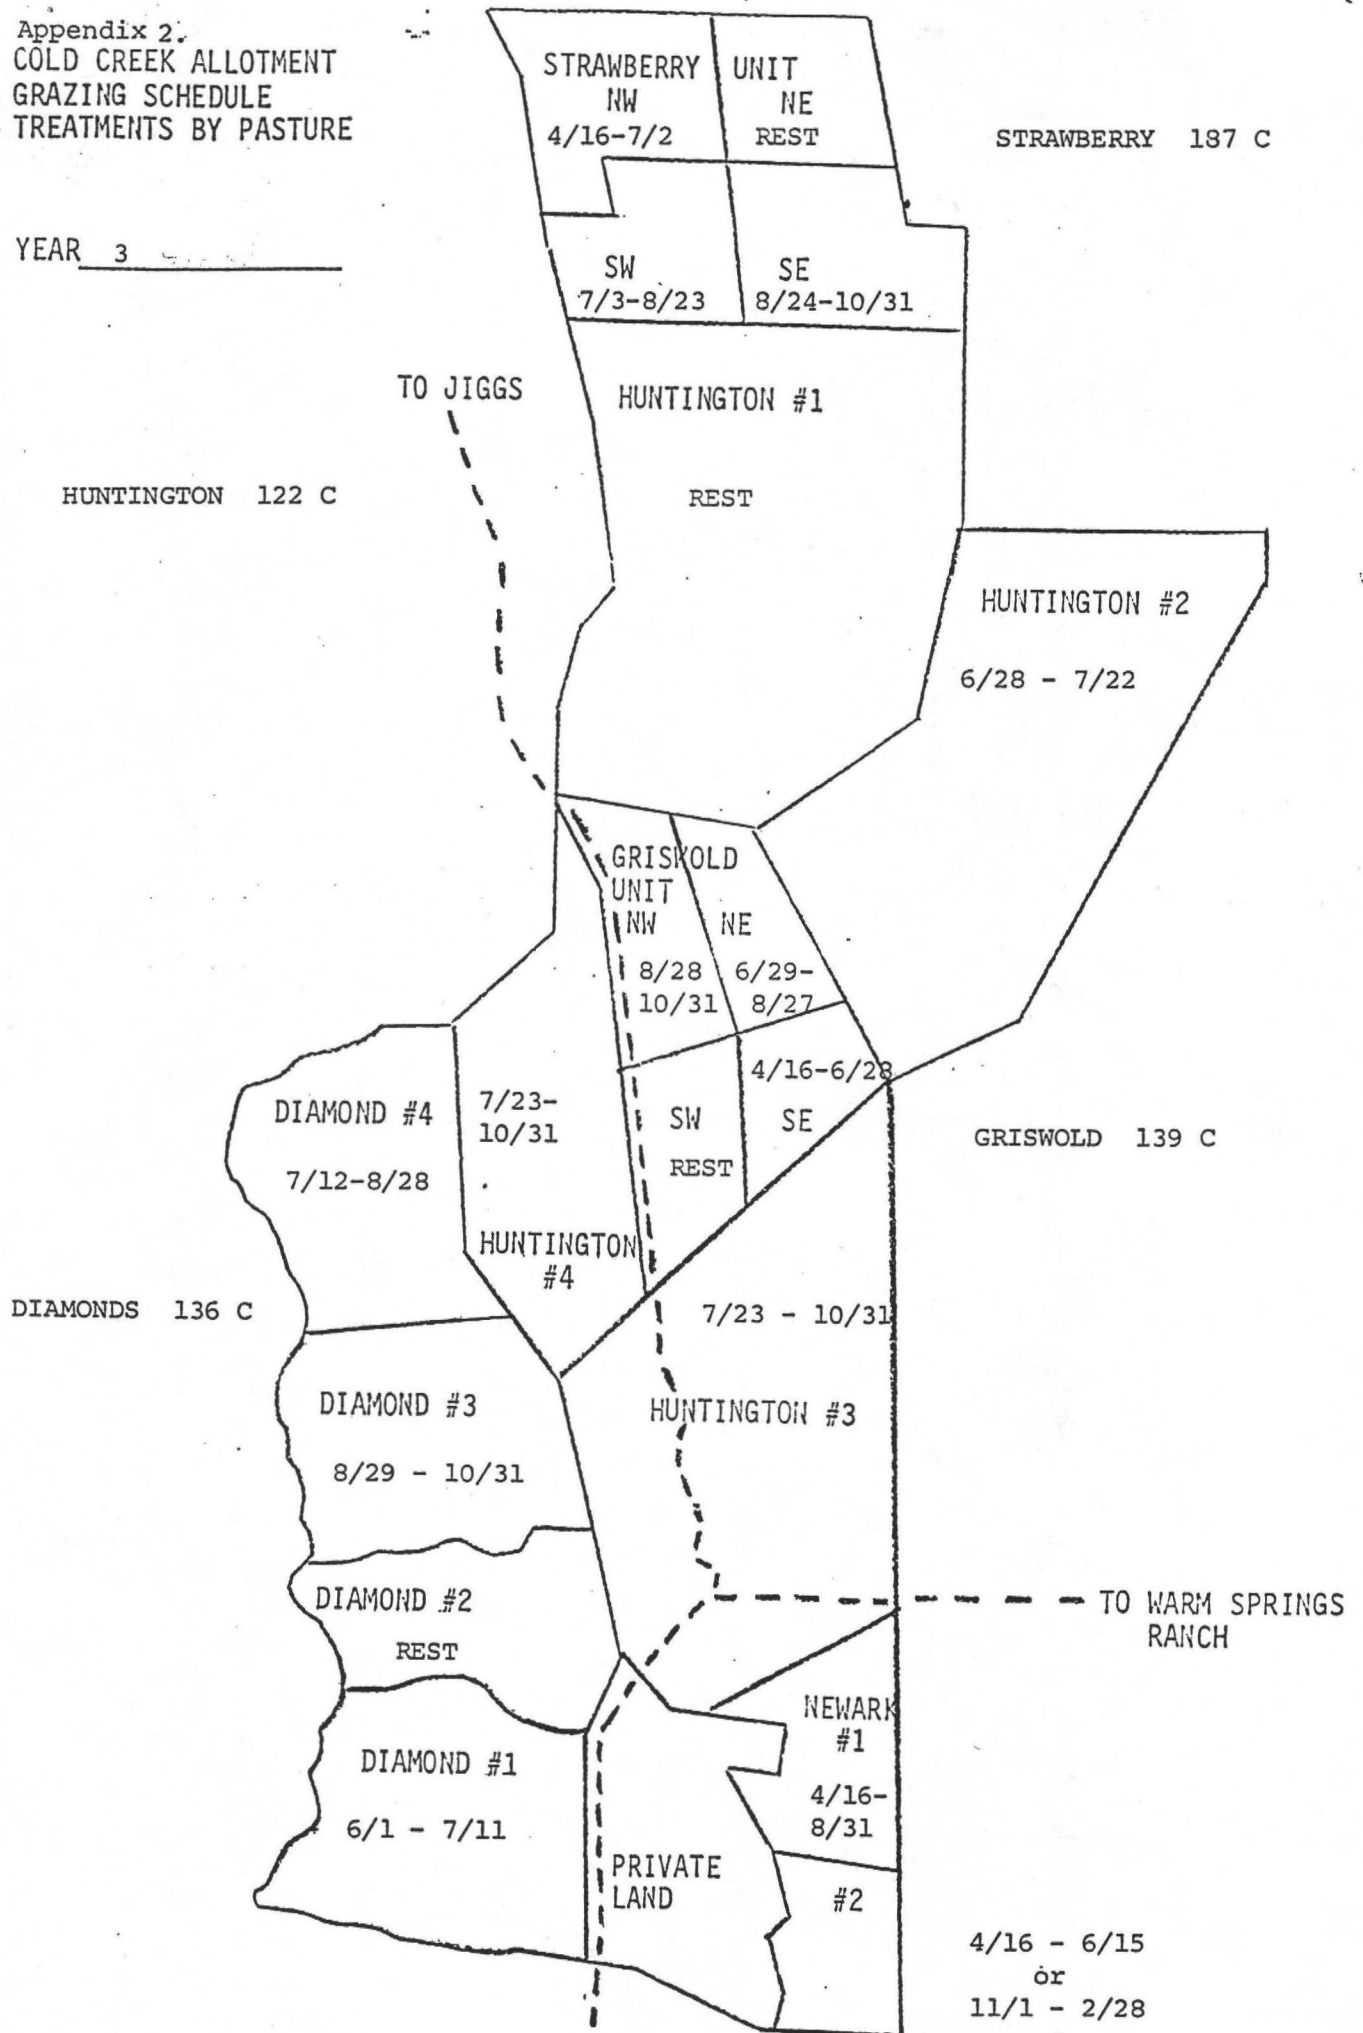 Appendix 2.
COLD CREEK ALLOTMENT
GRAZING SCHEDULE
TREATMENTS BY PASTURE
YEAR 3
STRAWBERRY UNIT
NW NE
4/16-7/2 REST
STRAWBERRY 187 C
SW SE
7/3-8/23 8/24-10/31
TO JIGGS
HUNTINGTON #1
REST
HUNTINGTON 122 C
HUNTINGTON #2
6/28 - 7/22
GRISWOLD
UNIT
NW NE
8/28 6/29-
10/31 8/27
4/16-6/28
SW SE
REST
GRISWOLD 139 C
DIAMOND #4
7/12-8/28
7/23-
10/31
HUNTINGTON
#4
DIAMONDS 136 C
7/23 - 10/31
HUNTINGTON #3
DIAMOND #3
8/29 - 10/31
DIAMOND #2
REST
TO WARM SPRINGS
RANCH
NEWARK
#1
4/16-
8/31
DIAMOND #1
6/1 - 7/11
PRIVATE
LAND
#2
4/16 - 6/15
or
11/1 - 2/28